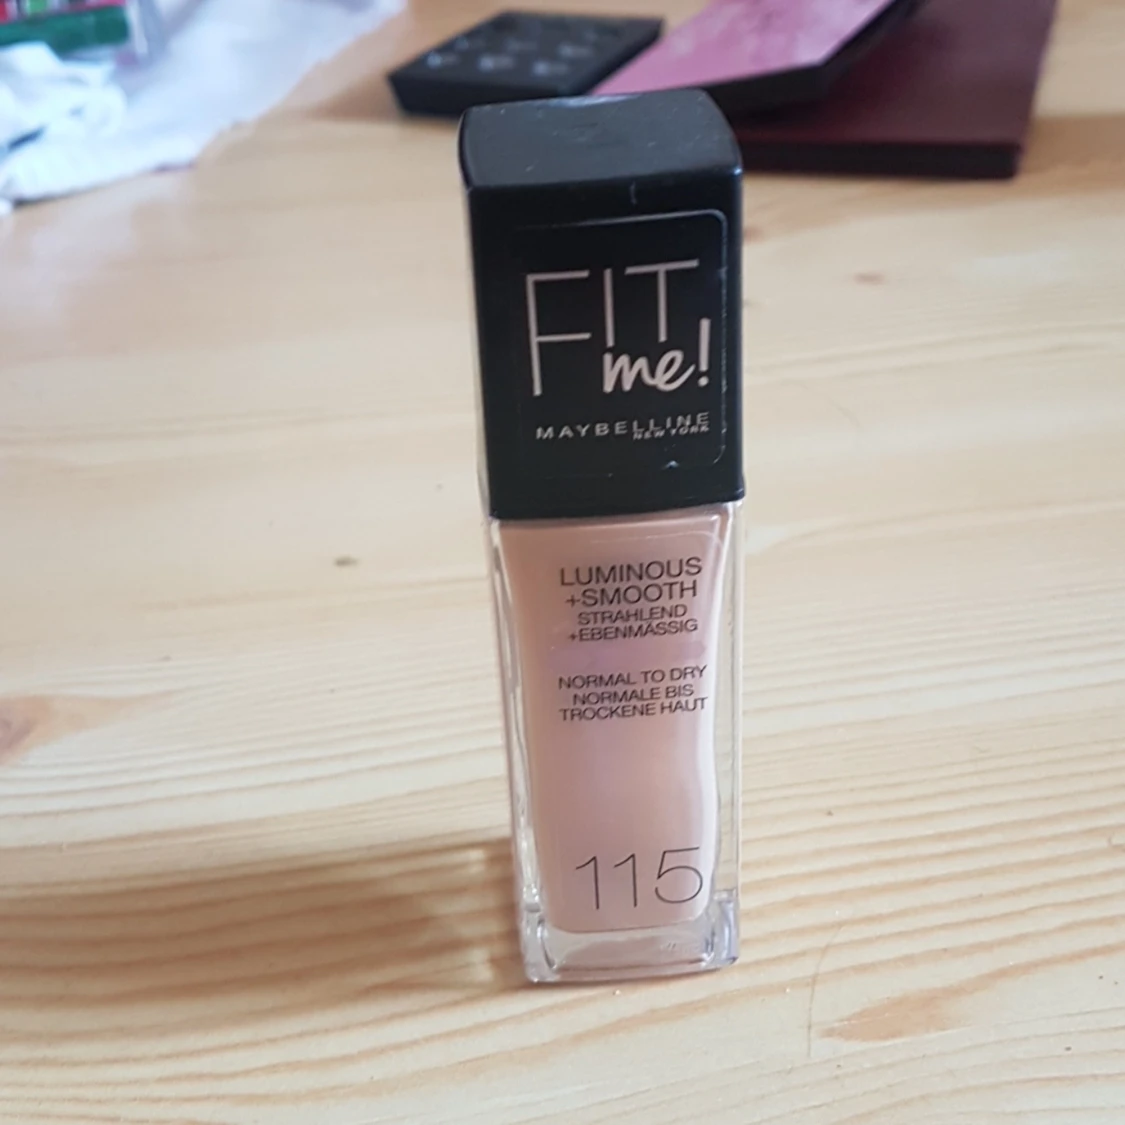 FIT
me!
MAYBELLINE
NEW YORK
LUMINOUS
+SMOOTH
STRAHLEND
+EBENMÄSSIG
NORMAL TO DRY
NORMALE BIS
TROCKENE HAUT
115